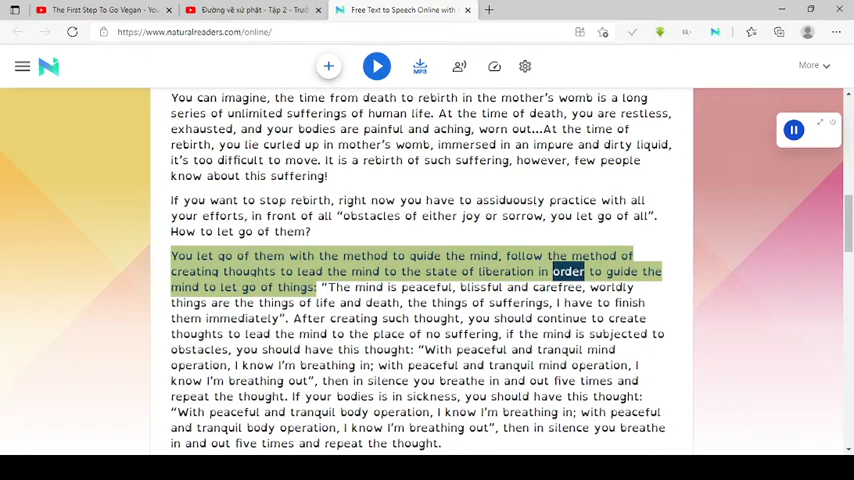 The First Step To Go Vegan - You
Đường về xứ phật - Tập 2 - Trướ
Free Text to Speech Online with
https://www.naturalreaders.com/online/
MP3
More
You can imagine, the time from death to rebirth in the mother's womb is a long
series of unlimited sufferings of human life. At the time of death, you are restless,
exhausted, and your bodies are painful and aching, worn out...At the time of
rebirth, you lie curled up in mother's womb, immersed in an impure and dirty liquid,
it's too difficult to move. It is a rebirth of such suffering, however, few people
know about this suffering!
If you want to stop rebirth, right now you have to assiduously practice with all
your efforts, in front of all “obstacles of either joy or sorrow, you let go of all”.
How to let go of them?
You let go of them with the method to guide the mind, follow the method of
creating thoughts to lead the mind to the state of liberation in order to guide the
mind to let go of things: “The mind is peaceful, blissful and carefree, worldly
things are the things of life and death, the things of sufferings, I have to finish
them immediately”. After creating such thought, you should continue to create
thoughts to lead the mind to the place of no suffering, if the mind is subjected to
obstacles, you should have this thought: “With peaceful and tranquil mind
operation, I know I'm breathing in; with peaceful and tranquil mind operation, I
know I'm breathing out”, then in silence you breathe in and out five times and
repeat the thought. If your bodies is in sickness, you should have this thought:
“With peaceful and tranquil body operation, I know I'm breathing in; with peaceful
and tranquil body operation, I know I'm breathing out”, then in silence you breathe
in and out five times and repeat the thought.